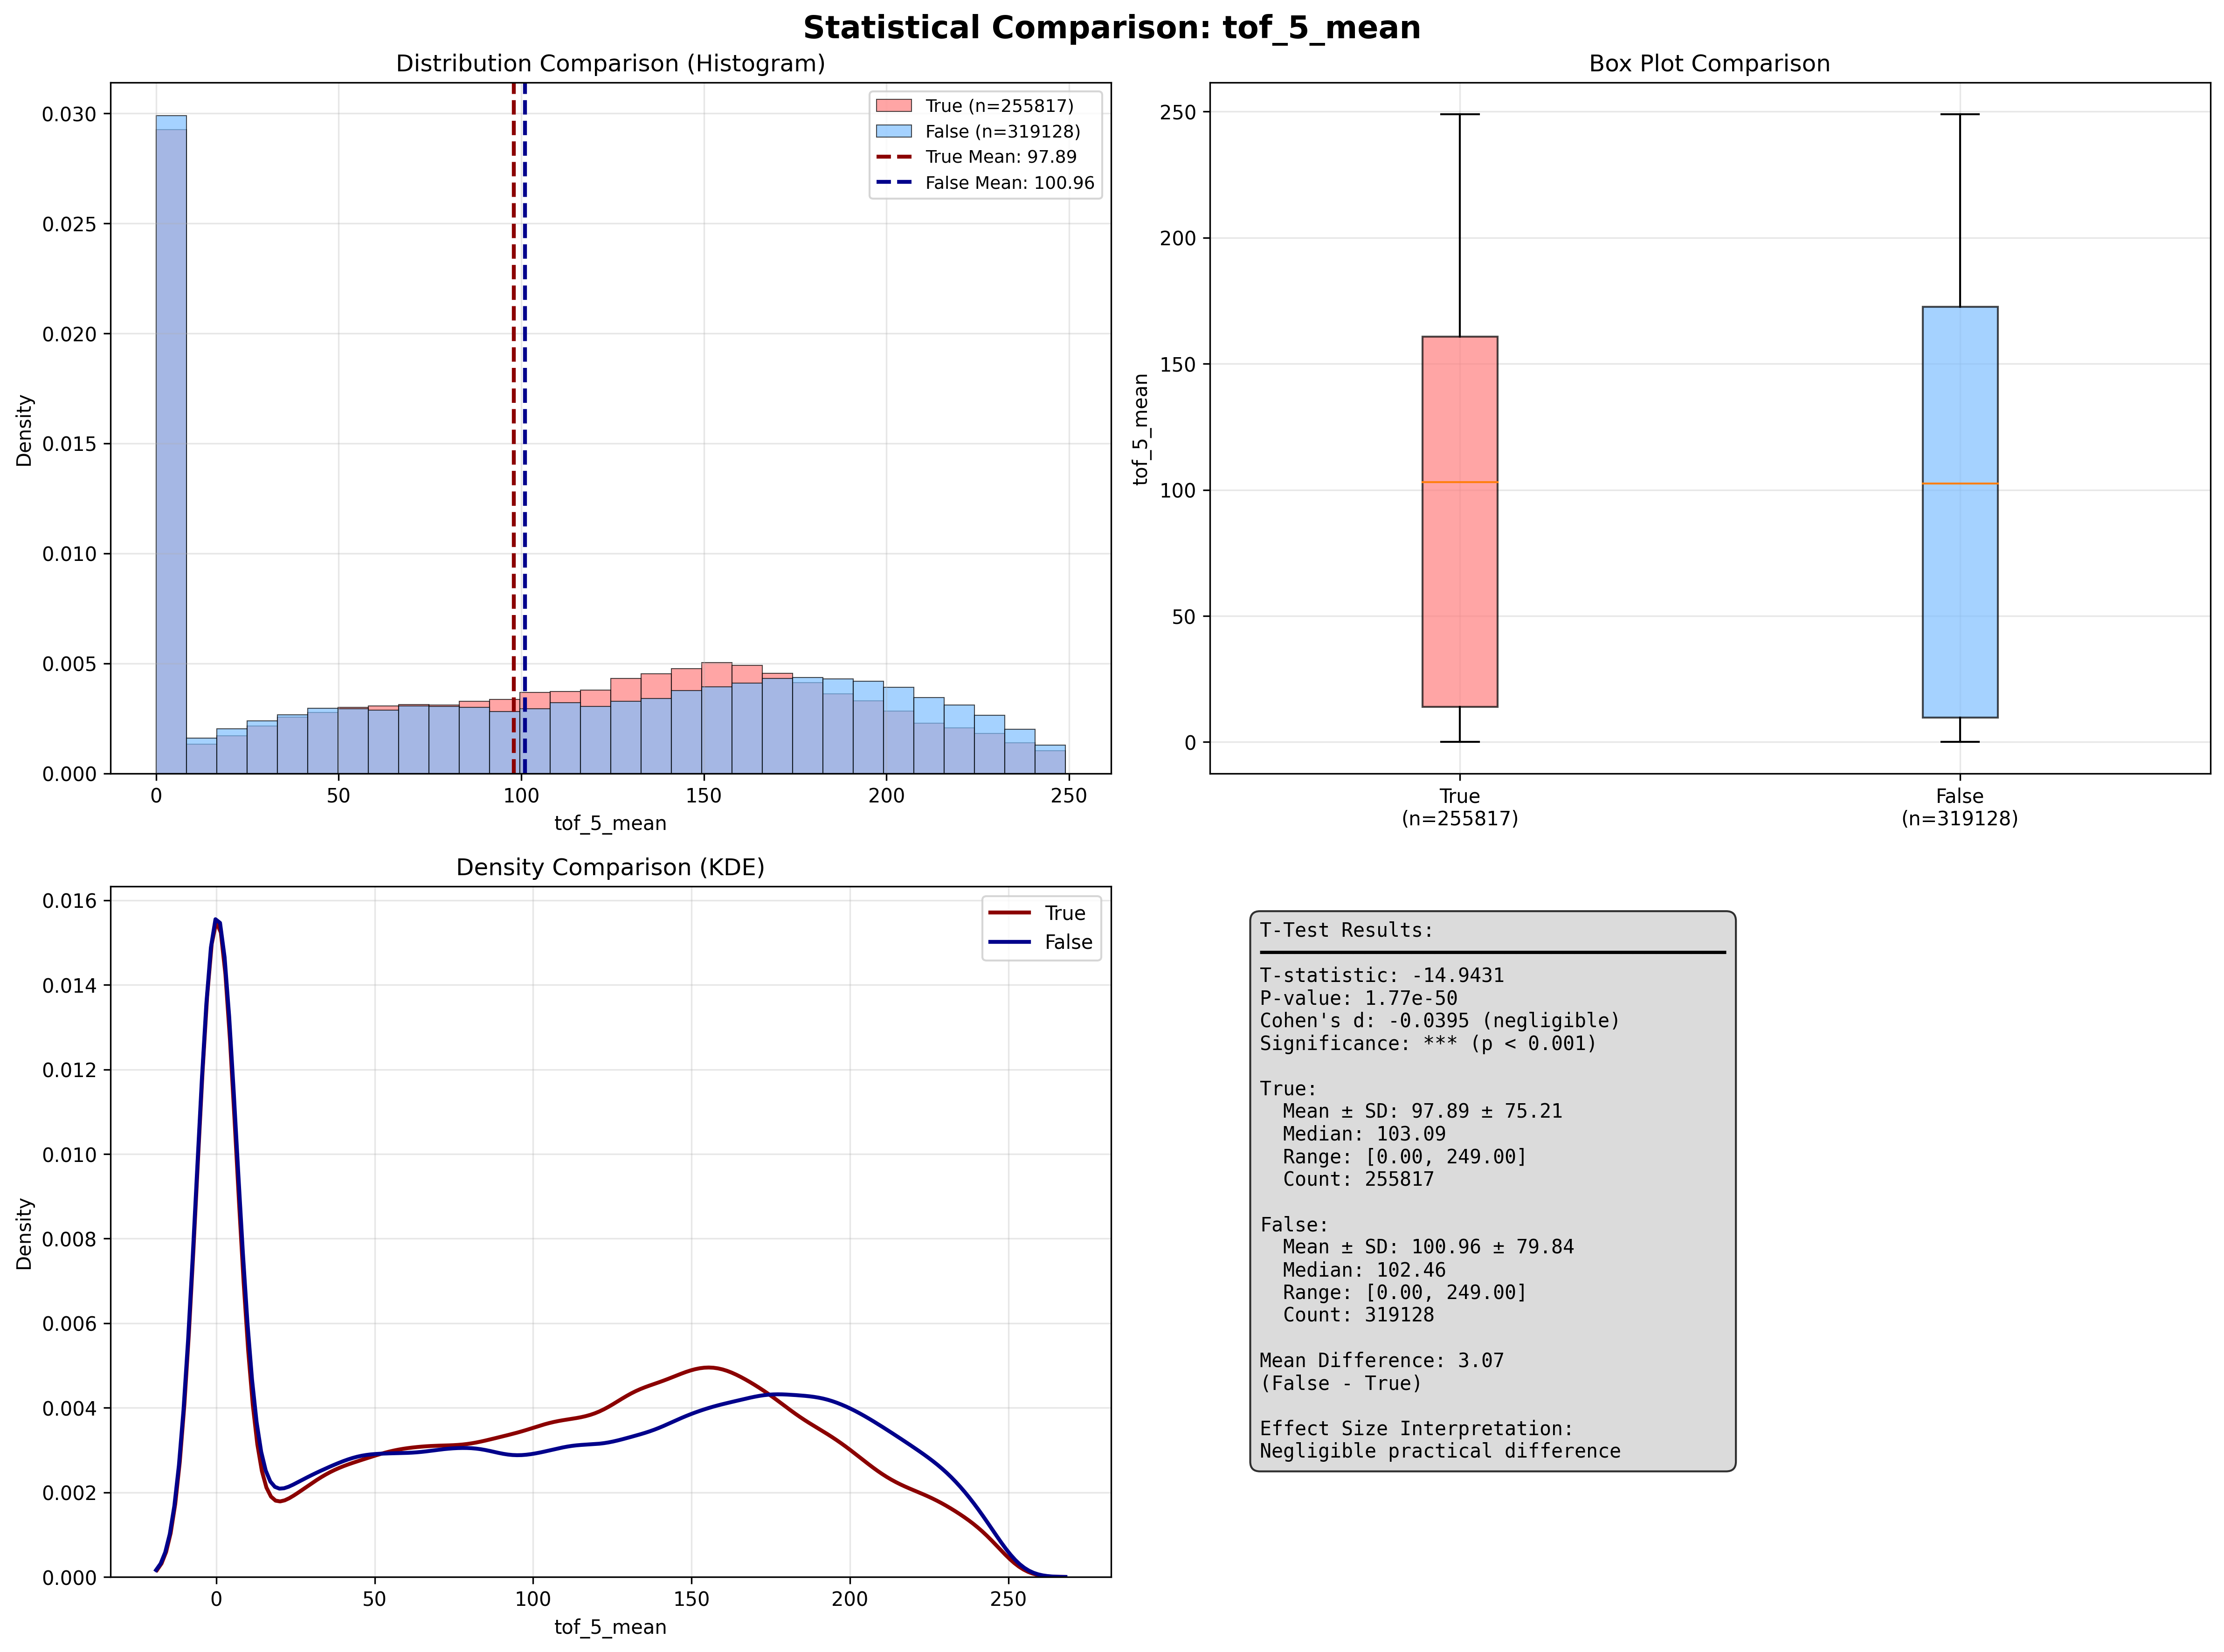 Statistical Comparison: tof_5_mean
Distribution Comparison (Histogram)
Density
0.030
0.025
0.020
0.015
0.010
0.005
0.000
0 50 100 150 200 250
tof_5_mean
True (n=255817)
False (n=319128)
True Mean: 97.89
False Mean: 100.96
Box Plot Comparison
tof_5_mean
250
200
150
100
50
0
True
(n=255817)
False
(n=319128)
Density Comparison (KDE)
Density
0.016
0.014
0.012
0.010
0.008
0.006
0.004
0.002
0.000
0 50 100 150 200 250
tof_5_mean
True
False
T-Test Results:
T-statistic: -14.9431
P-value: 1.77e-50
Cohen's d: -0.0395 (negligible)
Significance: *** (p < 0.001)
True:
Mean ± SD: 97.89 ± 75.21
Median: 103.09
Range: [0.00, 249.00]
Count: 255817
False:
Mean ± SD: 100.96 ± 79.84
Median: 102.46
Range: [0.00, 249.00]
Count: 319128
Mean Difference: 3.07
(False - True)
Effect Size Interpretation:
Negligible practical difference